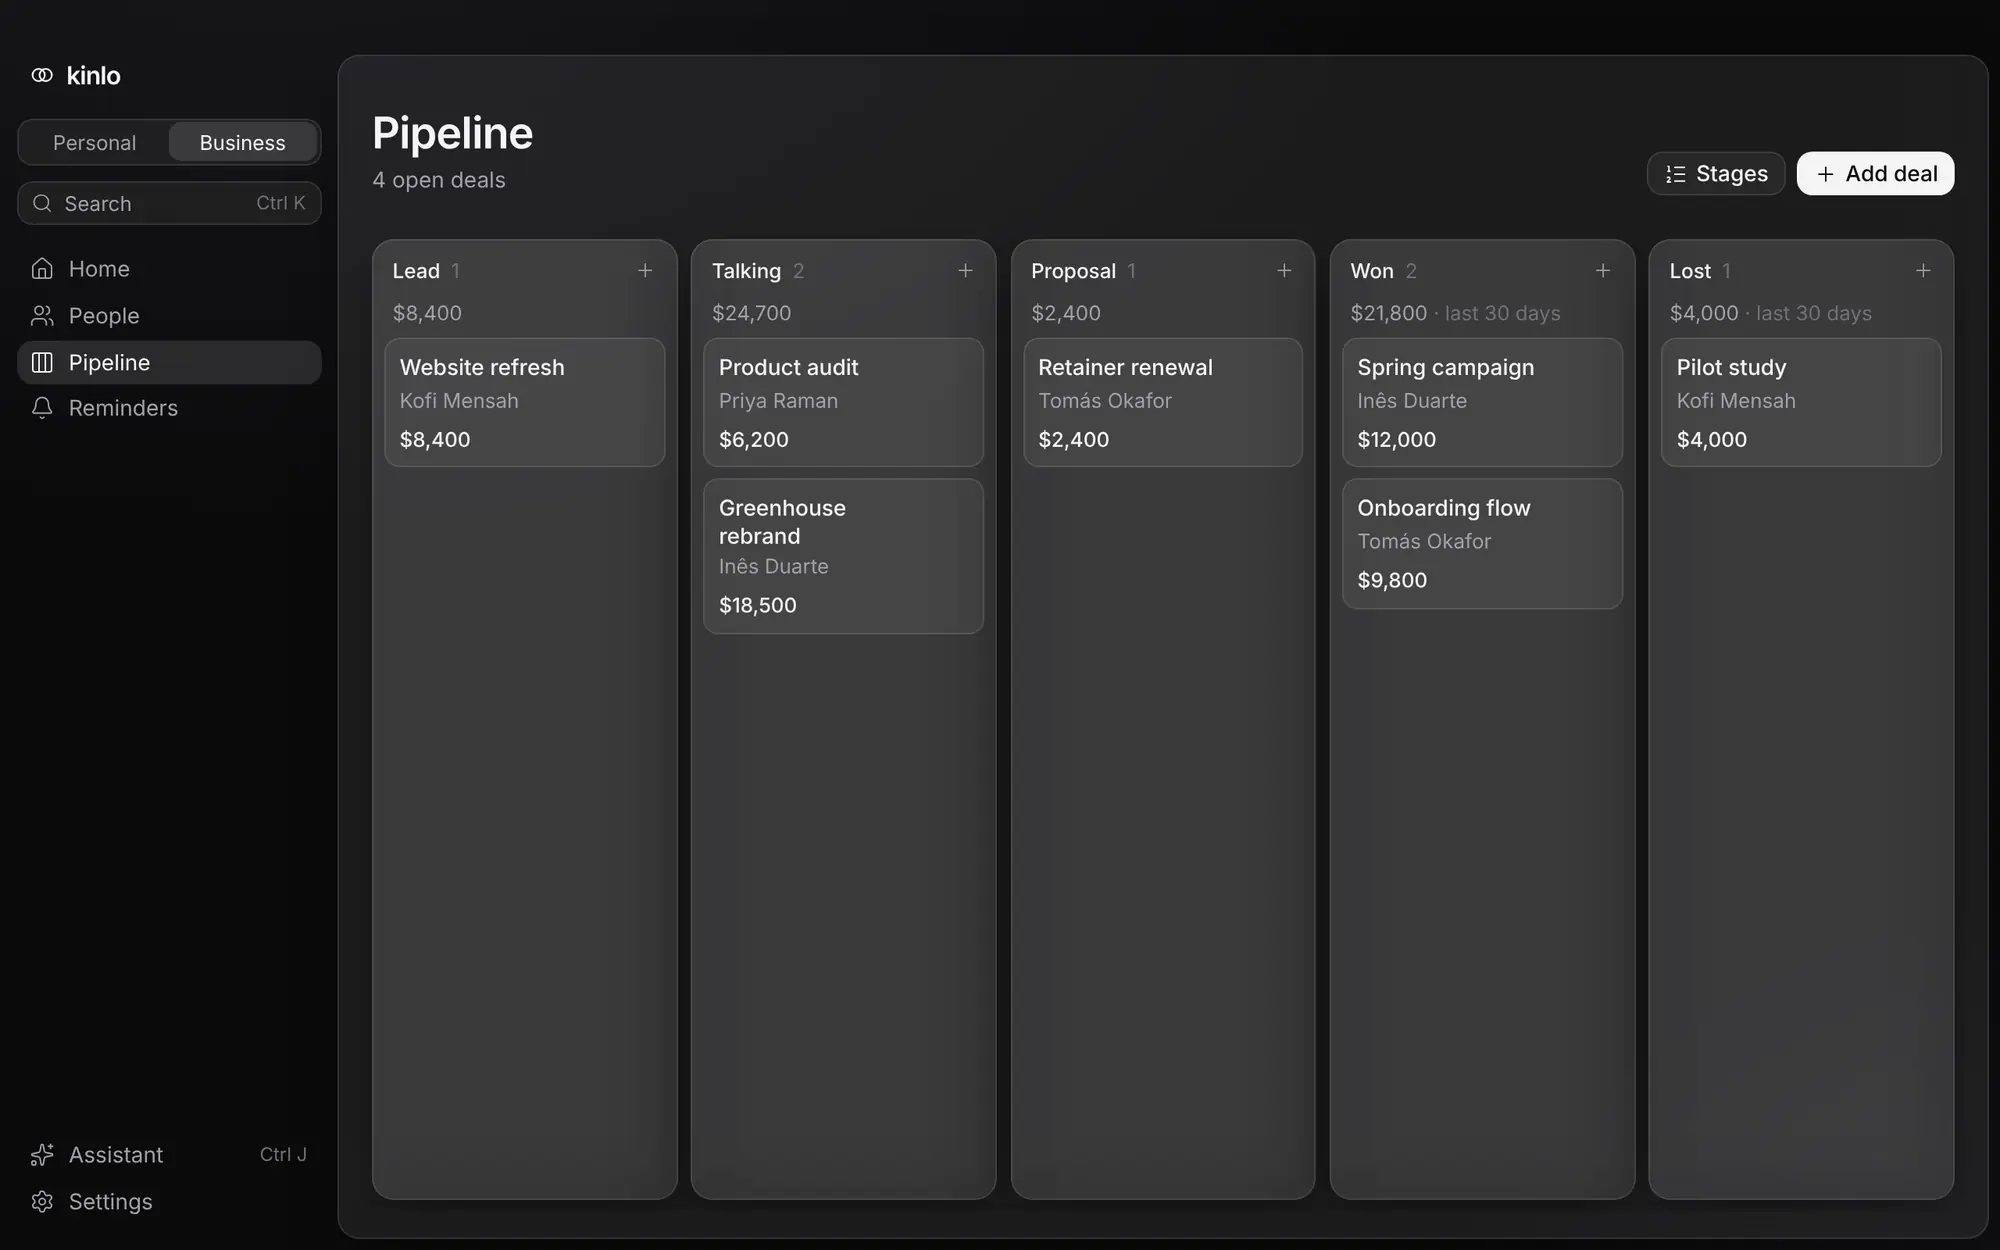 kinlo
Personal Business
Search Ctrl K
Home
People
Pipeline
Reminders
Assistant Ctrl J
Settings
Pipeline
4 open deals
Stages
+ Add deal
Lead 1 +
$8,400
Website refresh
Kofi Mensah
$8,400
Talking 2 +
$24,700
Product audit
Priya Raman
$6,200
Greenhouse
rebrand
Inês Duarte
$18,500
Proposal 1 +
$2,400
Retainer renewal
Tomás Okafor
$2,400
Won 2 +
$21,800 · last 30 days
Spring campaign
Inês Duarte
$12,000
Onboarding flow
Tomás Okafor
$9,800
Lost 1 +
$4,000 · last 30 days
Pilot study
Kofi Mensah
$4,000